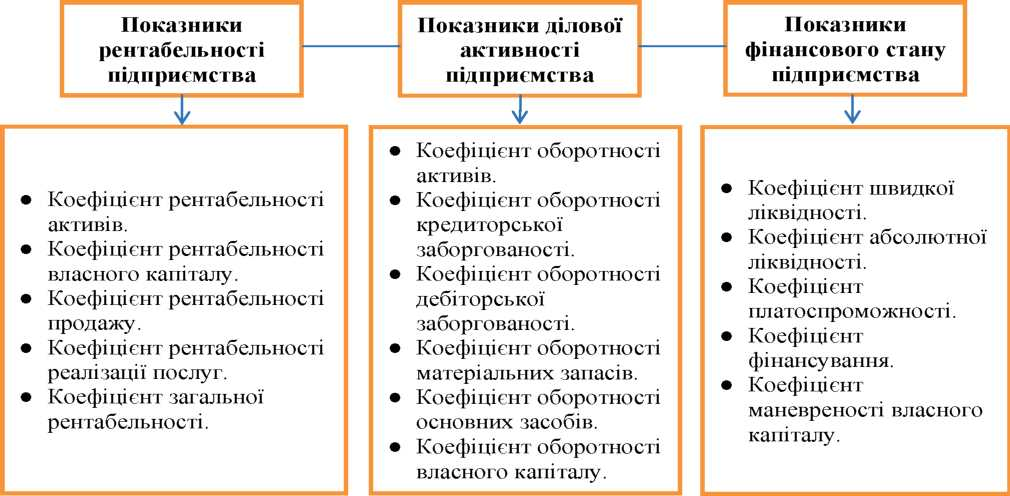 Показники
рентабельності
підприємства
Показники ділової
активності
підприємства
Показники
фінансового стану
підприємства
● Коефіцієнт рентабельності
активів.
● Коефіцієнт рентабельності
власного капіталу.
● Коефіцієнт рентабельності
продажу.
● Коефіцієнт рентабельності
реалізації послуг.
● Коефіцієнт загальної
рентабельності.
● Коефіцієнт оборотності
активів.
● Коефіцієнт оборотності
кредиторської
заборгованості.
● Коефіцієнт оборотності
дебіторської
заборгованості.
● Коефіцієнт оборотності
матеріальних запасів.
● Коефіцієнт оборотності
основних засобів.
● Коефіцієнт оборотності
власного капіталу.
● Коефіцієнт швидкої
ліквідності.
● Коефіцієнт абсолютної
ліквідності.
● Коефіцієнт
платоспроможності.
● Коефіцієнт
фінансування.
● Коефіцієнт
маневреності власного
капіталу.